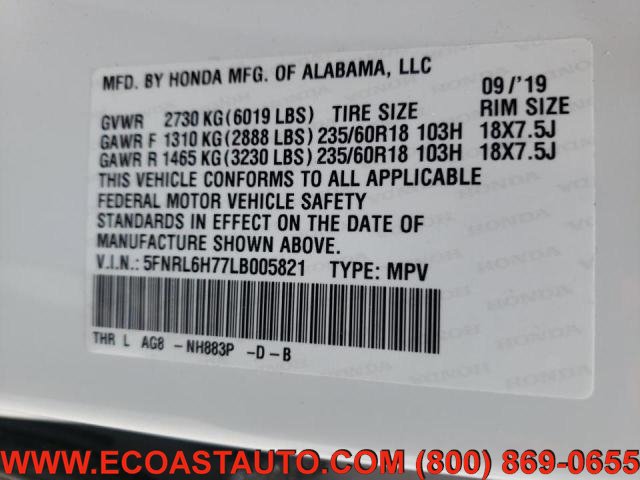 MFD. BY HONDA MFG. OF ALABAMA, LLC
09/'19
GVWR 2730 KG(6019 LBS) TIRE SIZE RIM SIZE
GAWR F 1310 KG(2888 LBS) 235/60R18 103H 18X7.5J
GAWR R 1465 KG(3230 LBS) 235/60R18 103H 18X7.5J
THIS VEHICLE CONFORMS TO ALL APPLICABLE
FEDERAL MOTOR VEHICLE SAFETY
STANDARDS IN EFFECT ON THE DATE OF
MANUFACTURE SHOWN ABOVE.
V.I.N.: 5FNRL6H77LB005821 TYPE: MPV
THR L AG8 -NH883P -D-B
WWW.ECOASTAUTO.COM (800) 869-0655